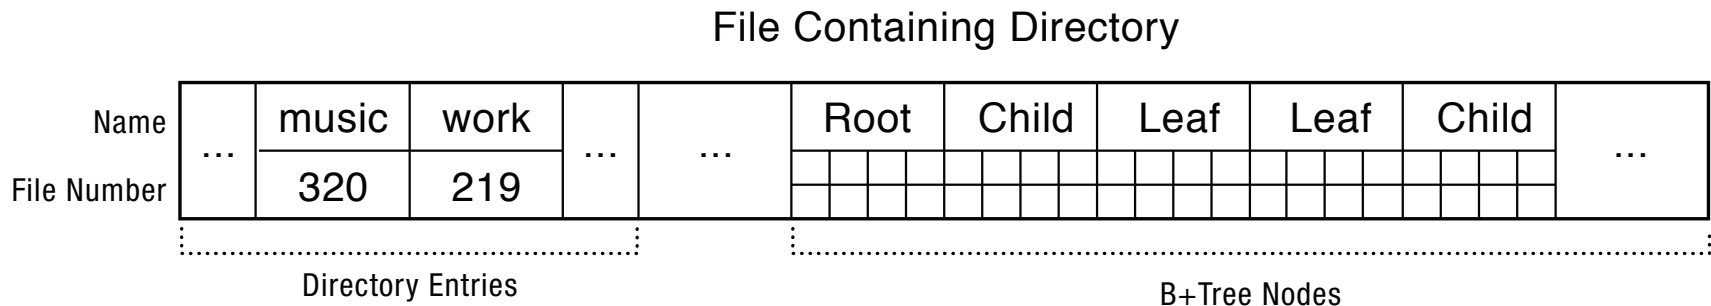 File Containing Directory
Name
File Number
... music work ... ... Root Child Leaf Leaf Child ...
320 219
Directory Entries
B+Tree Nodes